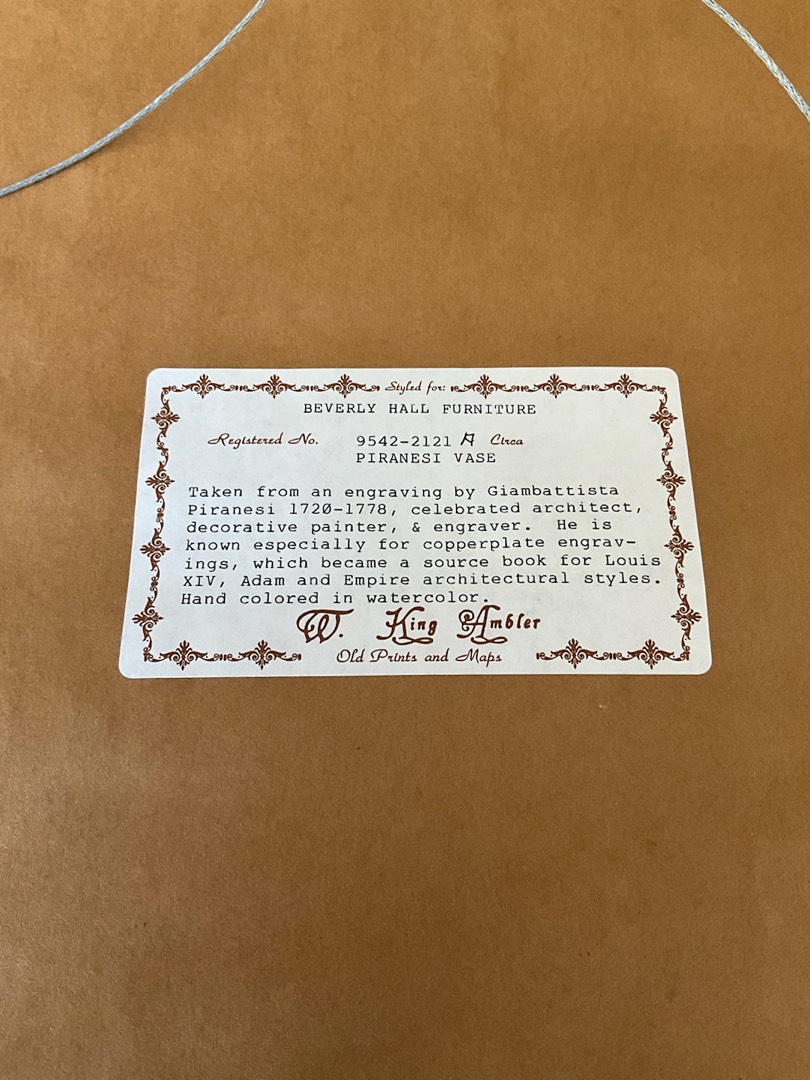 Styled for:
BEVERLY HALL FURNITURE
Registered No. 9542-2121 A Circa
PIRANESI VASE
Taken from an engraving by Giambattista
Piranesi 1720-1778, celebrated architect,
decorative painter, & engraver. He is
known especially for copperplate engrav-
ings, which became a source book for Louis
XIV, Adam and Empire architectural styles.
Hand colored in watercolor.
W. King Ambler
Old Prints and Maps